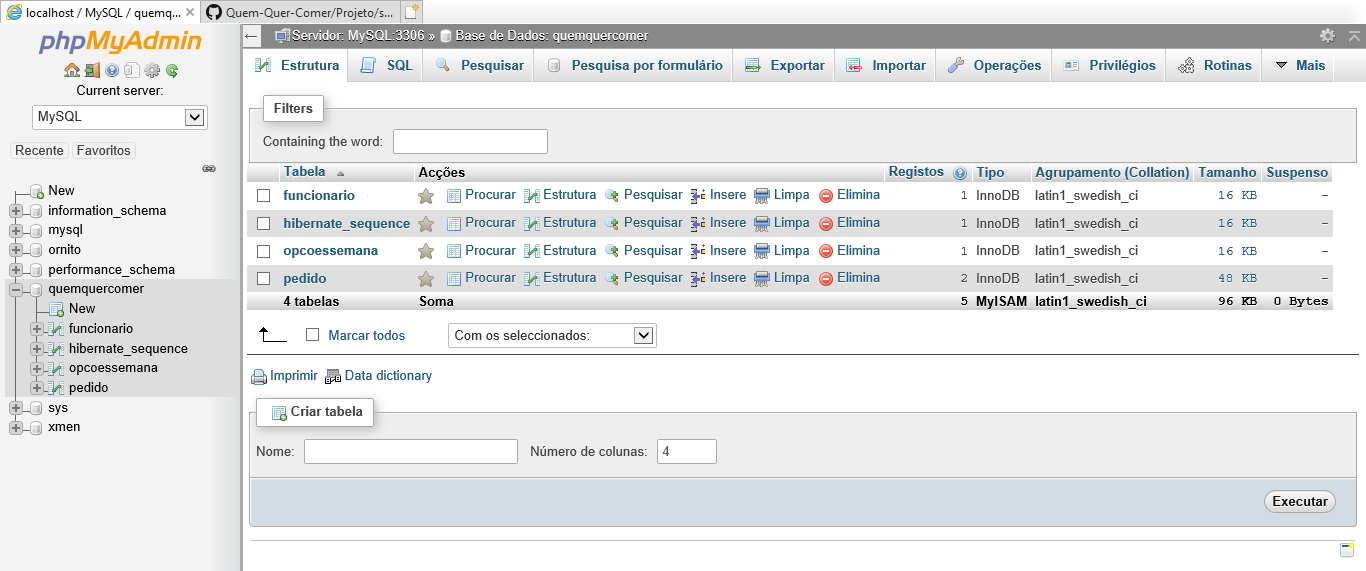 localhost / MySQL / quemq...
Quem-Quer-Comer/Projeto/s...
phpMyAdmin
Current server:
MySQL
Recente Favoritos
New
information_schema
mysql
ornito
performance_schema
quemquercomer
New
funcionario
hibernate_sequence
opcoessemana
pedido
sys
xmen
Servidor: MySQL:3306 » Base de Dados: quemquercomer
Estrutura SQL Pesquisar Pesquisa por formulário Exportar Importar Operações Privilégios Rotinas Mais
Filters
Containing the word:
Tabela Acções Registos Tipo Agrupamento (Collation) Tamanho Suspenso
funcionario Procurar Estrutura Pesquisar Insere Limpa Elimina 1 InnoDB latin1_swedish_ci 16 KB -
hibernate_sequence Procurar Estrutura Pesquisar Insere Limpa Elimina 1 InnoDB latin1_swedish_ci 16 KB -
opcoessemana Procurar Estrutura Pesquisar Insere Limpa Elimina 1 InnoDB latin1_swedish_ci 16 KB -
pedido Procurar Estrutura Pesquisar Insere Limpa Elimina 2 InnoDB latin1_swedish_ci 48 KB -
4 tabelas Soma 5 MyISAM latin1_swedish_ci 96 KB 0 Bytes
Marcar todos Com os seleccionados:
Imprimir Data dictionary
Criar tabela
Nome: Número de colunas: 4
Executar